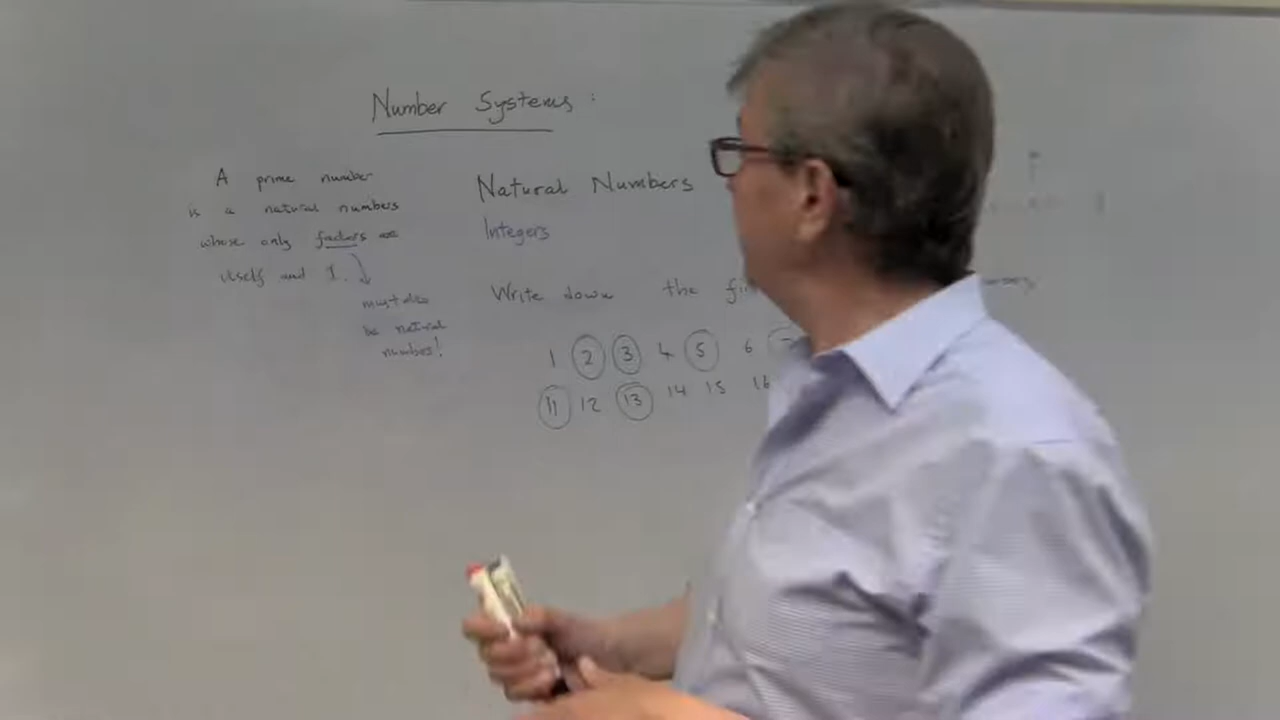 Number Systems :
A prime number
is a natural numbers
whose only factors are
itself and 1.
must also
be natural
numbers!
Natural Numbers
Integers
Write down the
1 2 3 4 5 6 7
11 12 13 14 15 16